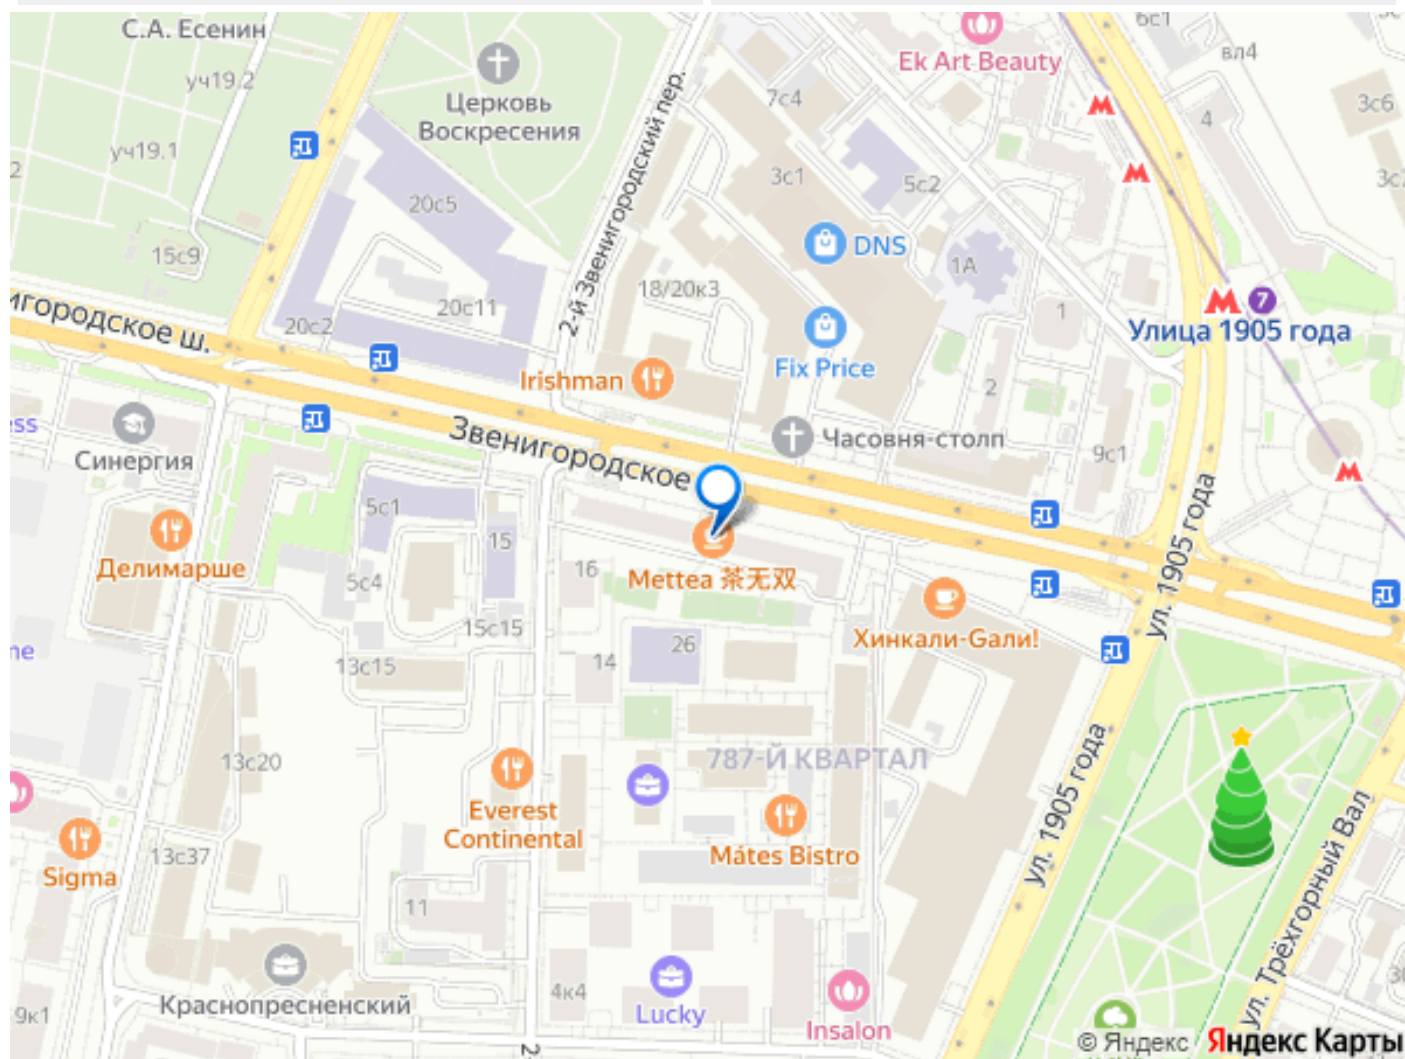 С.А. Есенин
уч19.2
уч19.1
2
15с9
Церковь
Воскресения
20с5
20с11
20с2
2-й Звенигородский пер.
Ek Art Beauty
6с1
вл4
7с4
4
3с6
3с1
5с2
DNS
1А
18/20к3
1
7
Улица 1905 года
Fix Price
Irishman
2
Часовня-столп
9с1
Звенигородское
Синергия
5с1
15
Делимарше
5с4
16
Mettea 茶无双
15с15
26
14
13с15
Хинкали-Gали!
ул. 1905 года
787-Й КВАРТАЛ
13с20
Everest
Continental
Mátes Bistro
ул. 1905 года
Sigma
13с37
11
ул. Трёхгорный Вал
Краснопресненский
9к1
4к4
Lucky
Insalon
© Яндекс Яндекс Карты